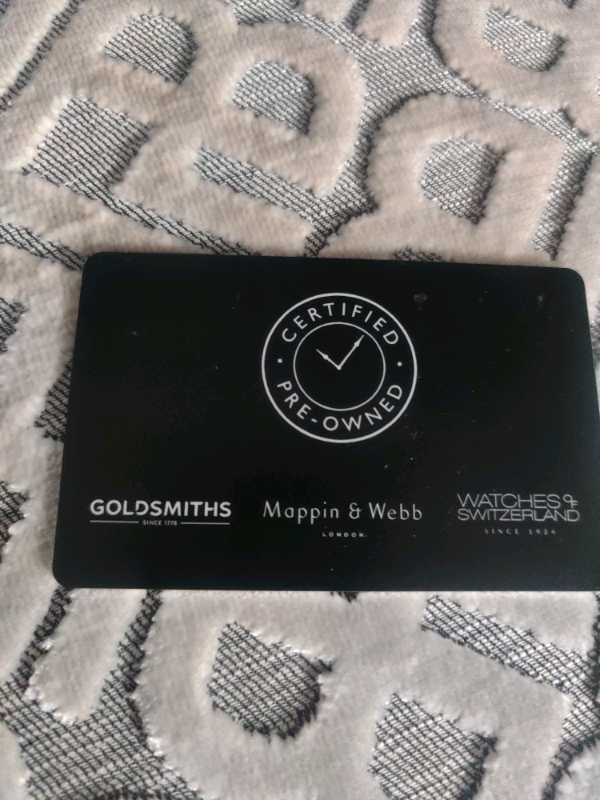 CERTIFIED
PRE-OWNED
GOLDSMITHS
SINCE 1778
Mappin & Webb
LONDON
WATCHES OF
SWITZERLAND
SINCE 1924